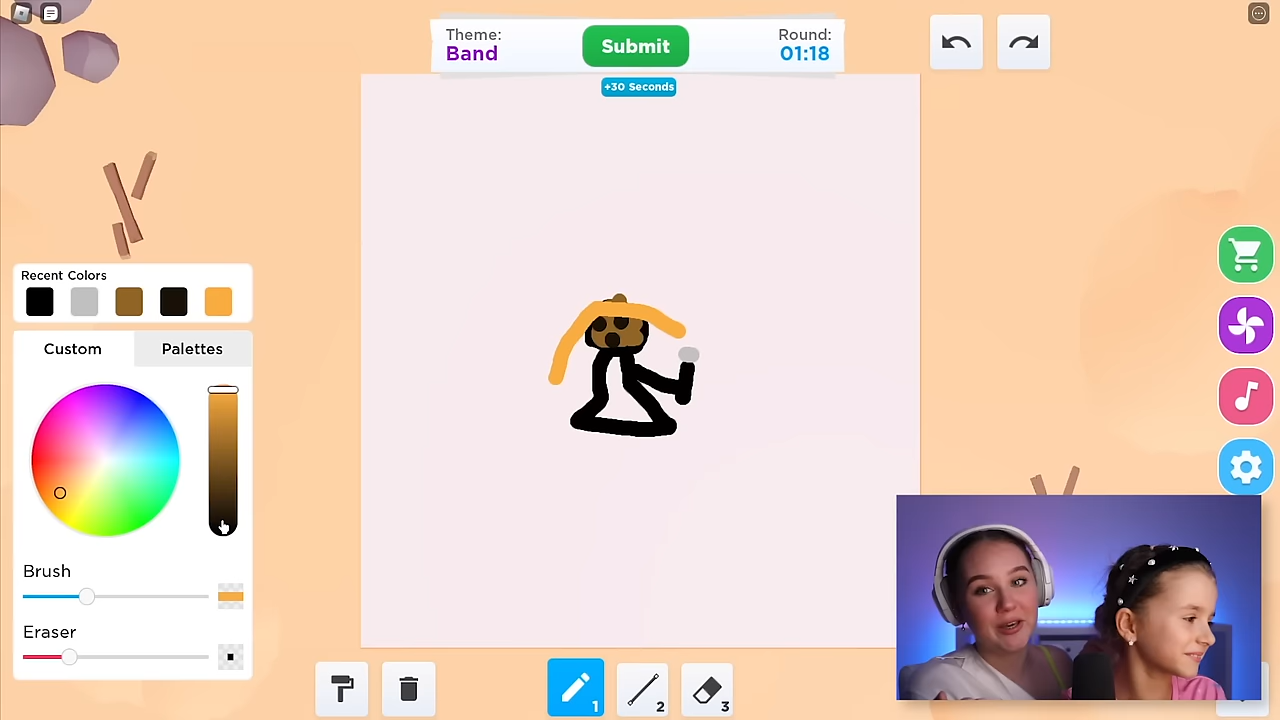 Theme:
Band
Submit
Round:
01:18
+30 Seconds
Recent Colors
Custom
Palettes
Brush
Eraser
1
2
3